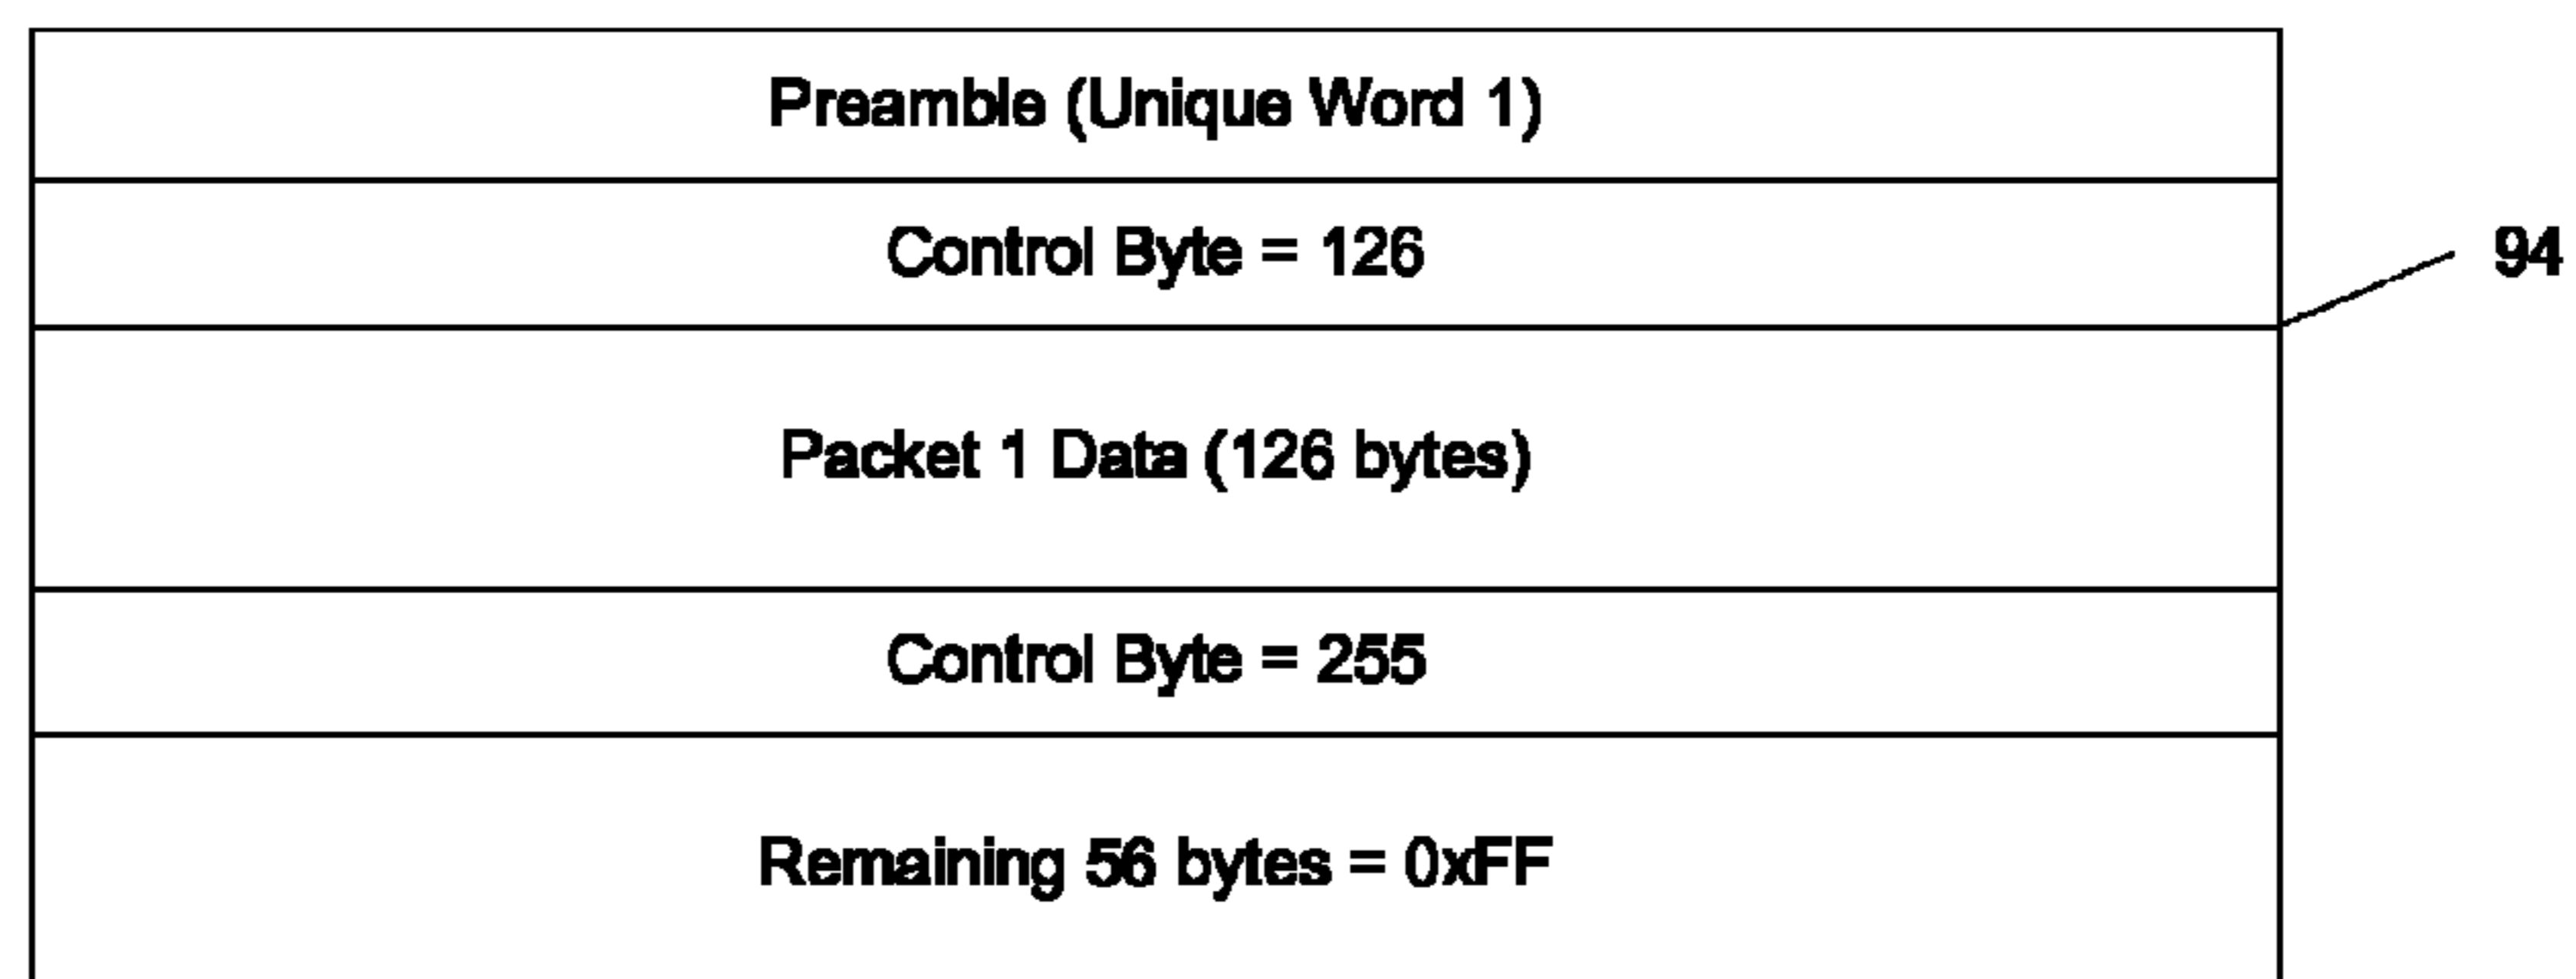 Preamble (Unique Word 1)
Control Byte = 126
94
Packet 1 Data (126 bytes)
Control Byte = 255
Remaining 56 bytes = 0xFF